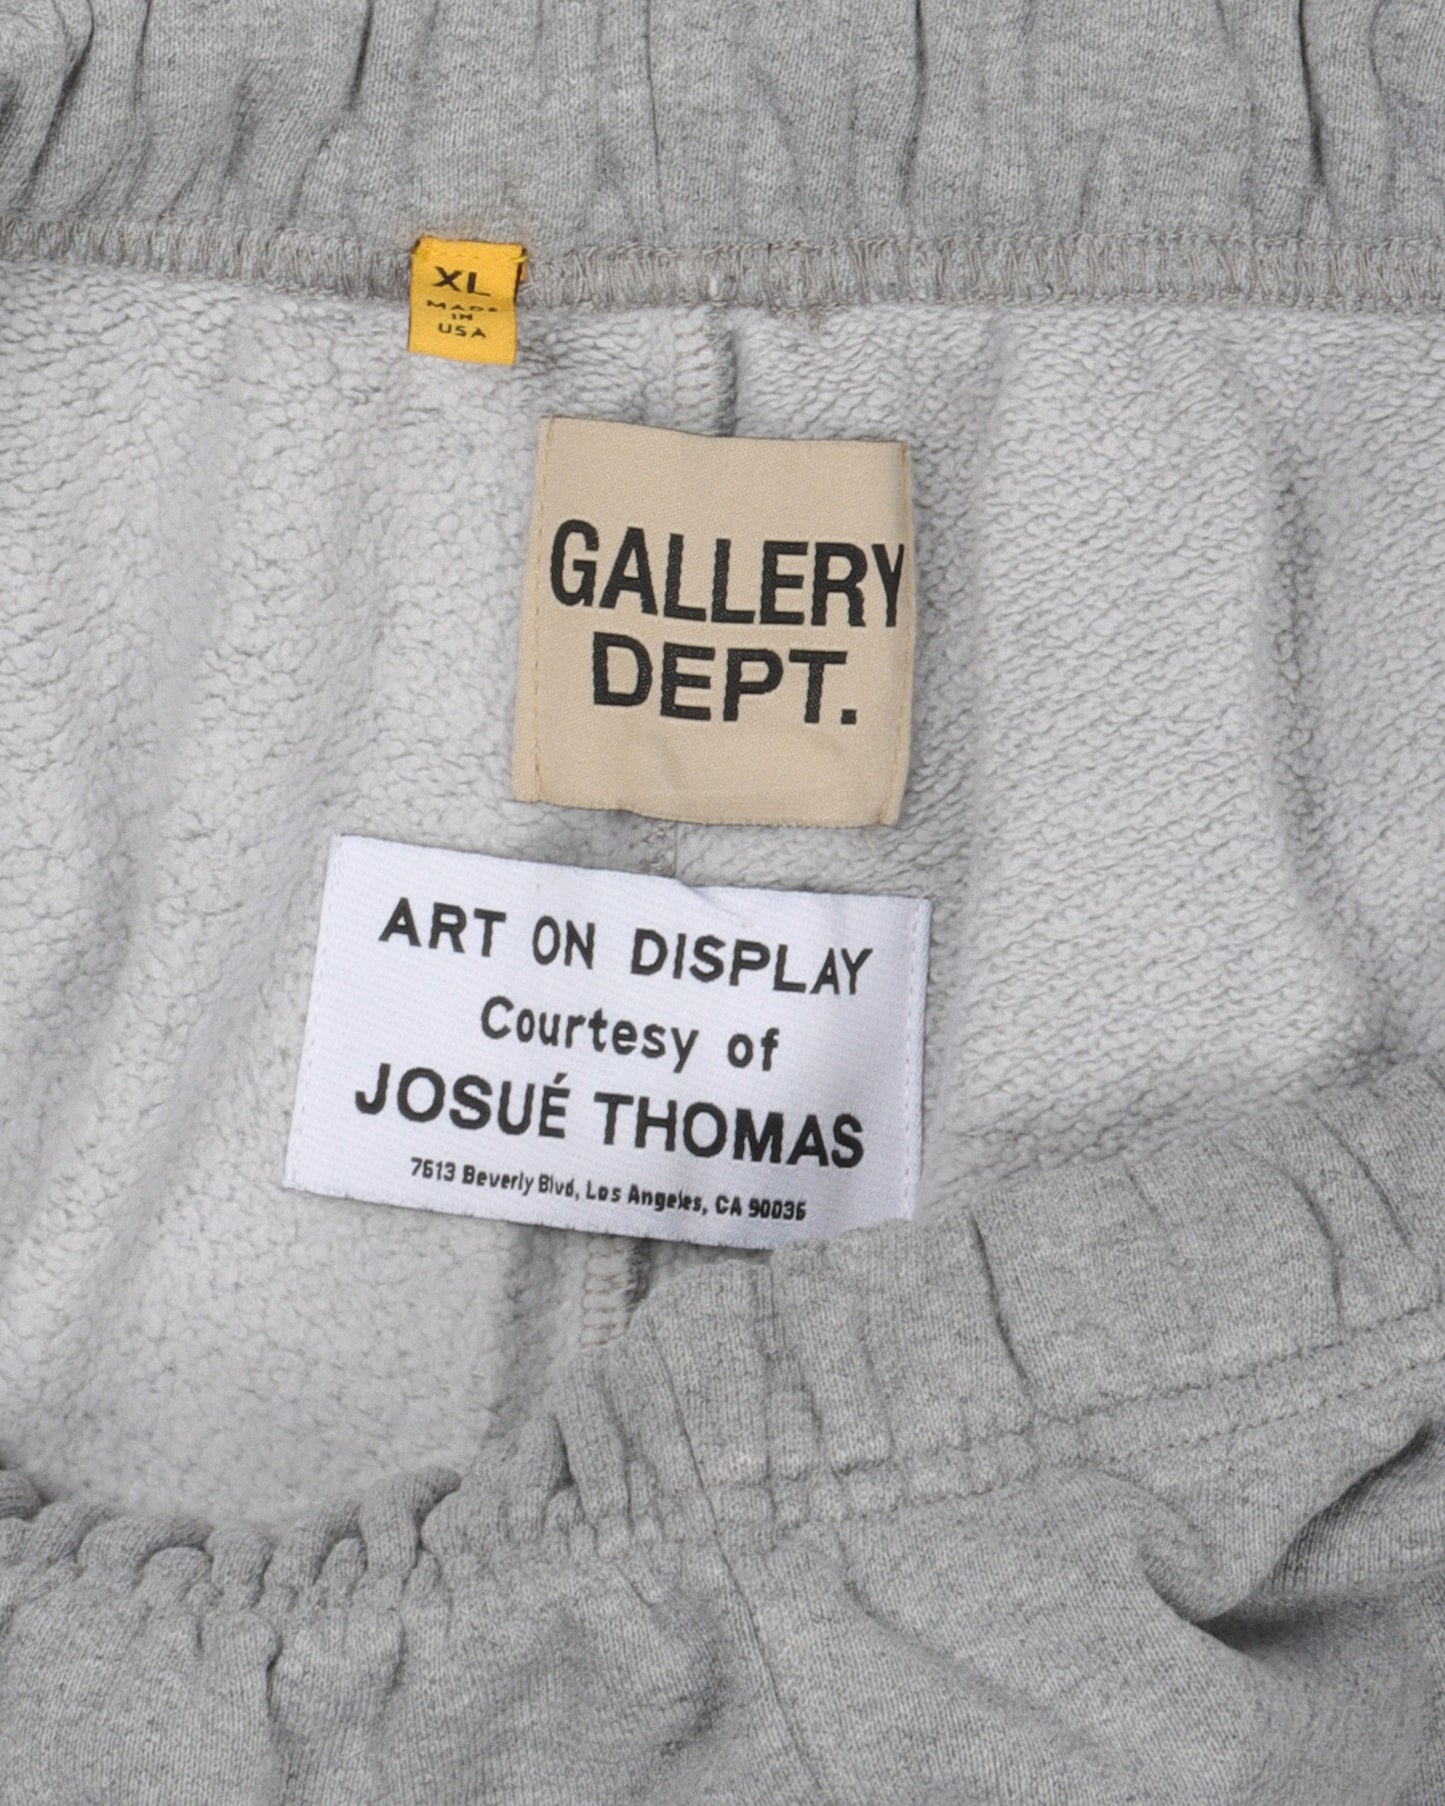 XL
MADE
IN
USA
GALLERY
DEPT.
ART ON DISPLAY
Courtesy of
JOSUÉ THOMAS
7613 Beverly Blvd, Los Angeles, CA 90036